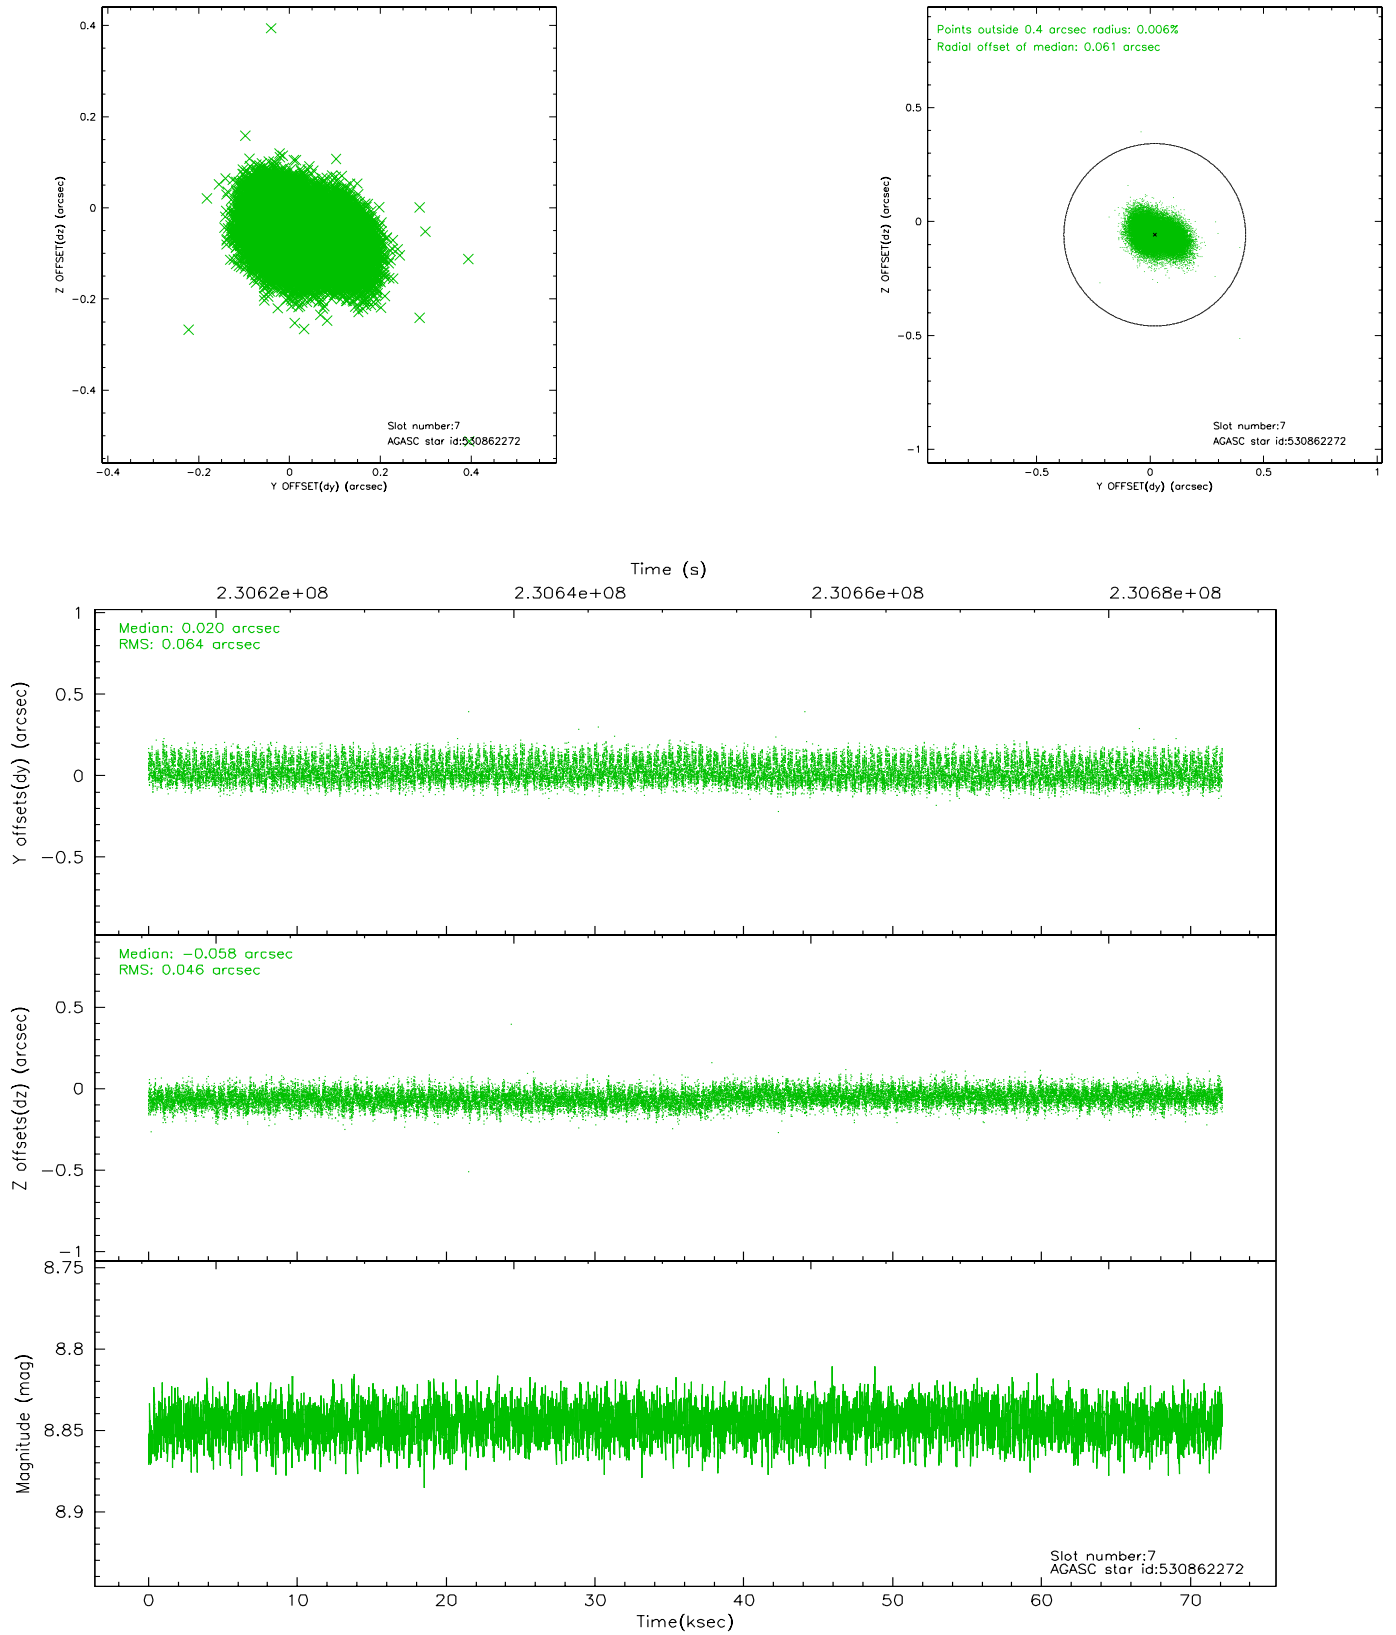 0.4
0.2
0
−0.2
−0.4
Z OFFSET(dz) (arcsec)
Slot number:7
AGASC star id:530862272
−0.4 −0.2 0 0.2 0.4
Y OFFSET(dy) (arcsec)
Points outside 0.4 arcsec radius: 0.006%
Radial offset of median: 0.061 arcsec
0.5
0
−0.5
−1
Z OFFSET(dz) (arcsec)
Slot number:7
AGASC star id:530862272
−0.5 0 0.5 1
Y OFFSET(dy) (arcsec)
Time (s)
2.3062e+08 2.3064e+08 2.3066e+08 2.3068e+08
Median: 0.020 arcsec
RMS: 0.064 arcsec
1
0.5
0
−0.5
Y offsets(dy) (arcsec)
Median: −0.058 arcsec
RMS: 0.046 arcsec
0.5
0
−0.5
−1
Z offsets(dz) (arcsec)
8.75
8.8
8.85
8.9
Magnitude (mag)
Slot number:7
AGASC star id:530862272
0 10 20 30 40 50 60 70
Time(ksec)